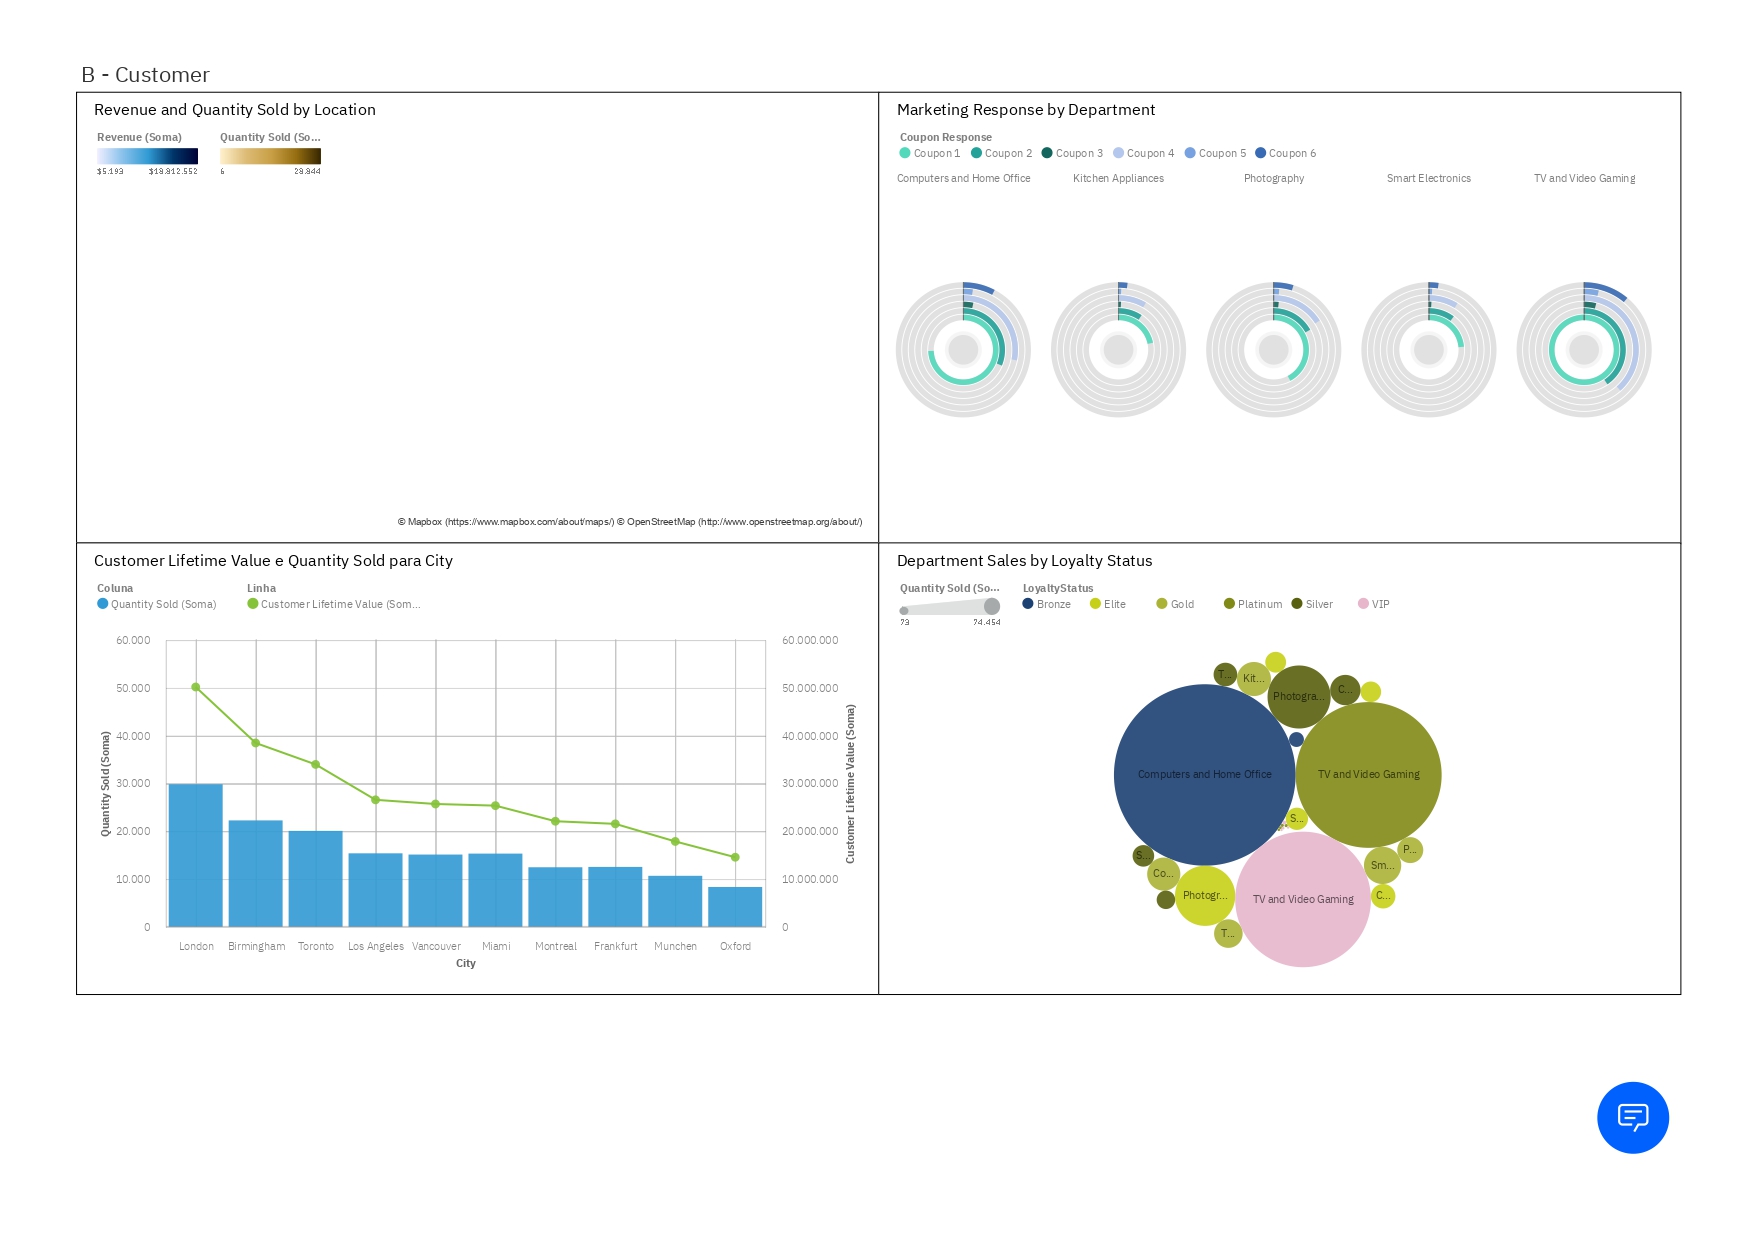 B - Customer
Revenue and Quantity Sold by Location
Revenue (Soma)
Quantity Sold (So...
$5.193
$18.812.552
6
28.844
© Mapbox (https://www.mapbox.com/about/maps/) © OpenStreetMap (http://www.openstreetmap.org/about/)
Marketing Response by Department
Coupon Response
Coupon 1 Coupon 2 Coupon 3 Coupon 4 Coupon 5 Coupon 6
Computers and Home Office
Kitchen Appliances
Photography
Smart Electronics
TV and Video Gaming
Customer Lifetime Value e Quantity Sold para City
Coluna
Quantity Sold (Soma)
Linha
Customer Lifetime Value (Som...
Quantity Sold (Soma)
60.000
50.000
40.000
30.000
20.000
10.000
0
60.000.000
50.000.000
40.000.000
30.000.000
20.000.000
10.000.000
0
Customer Lifetime Value (Soma)
London Birmingham Toronto Los Angeles Vancouver Miami Montreal Frankfurt Munchen Oxford
City
Department Sales by Loyalty Status
Quantity Sold (So...
73
74.454
LoyaltyStatus
Bronze Elite Gold Platinum Silver VIP
T...
Kit...
Photogra...
C...
Computers and Home Office
TV and Video Gaming
S...
S...
Co...
Photogr...
T...
TV and Video Gaming
P...
Sm...
C...